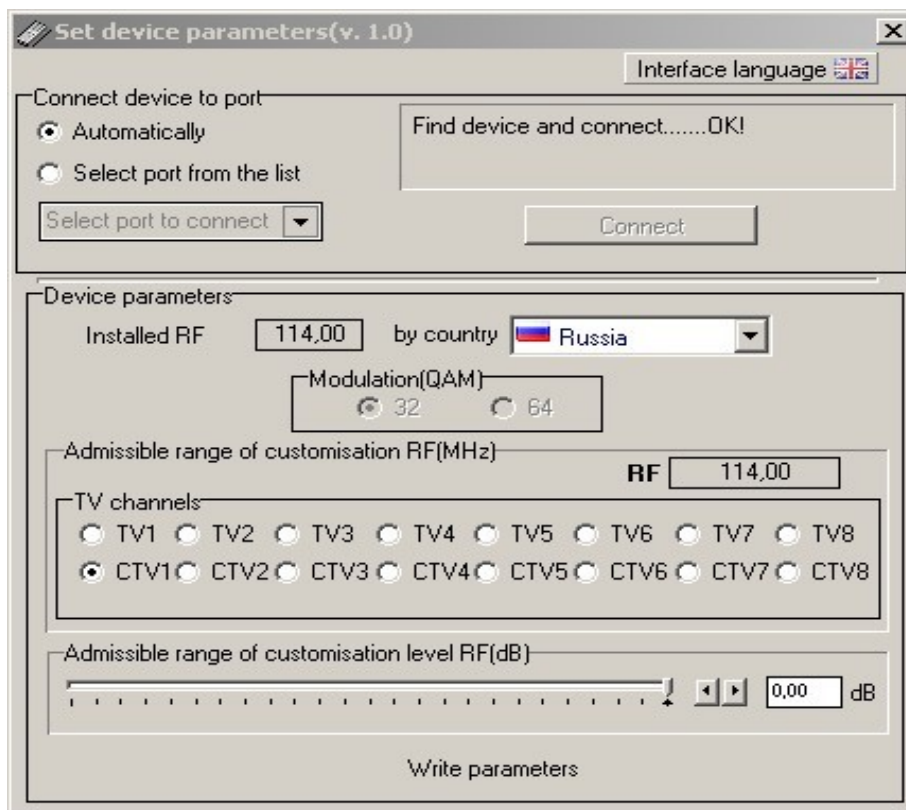 Set device parameters(v. 1.0)
Interface language
Connect device to port
Automatically
Find device and connect.......OK!
Select port from the list
Select port to connect
Connect
Device parameters
Installed RF 114,00 by country Russia
Modulation(QAM)
32 64
Admissible range of customisation RF(MHz)
RF 114,00
TV channels
TV1 TV2 TV3 TV4 TV5 TV6 TV7 TV8
CTV1 CTV2 CTV3 CTV4 CTV5 CTV6 CTV7 CTV8
Admissible range of customisation level RF(dB)
0,00 dB
Write parameters